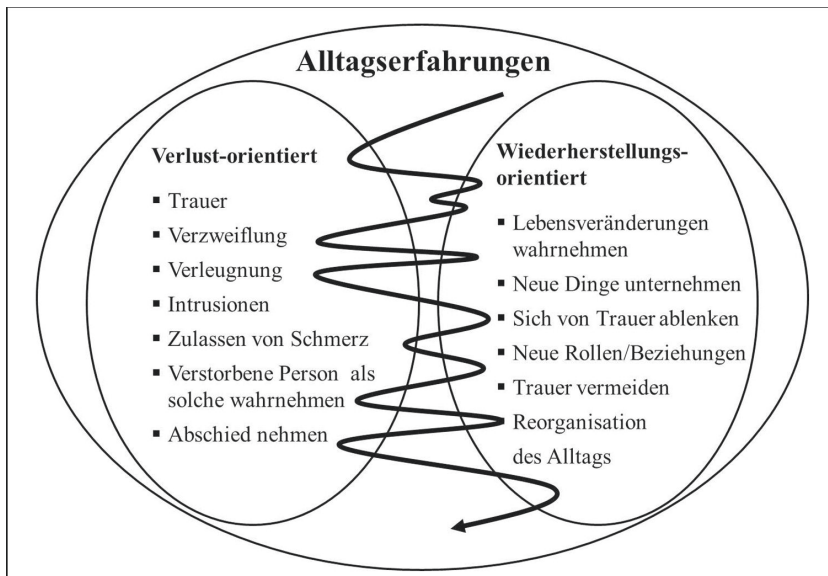 Alltagserfahrungen
Verlust-orientiert
▪ Trauer
▪ Verzweiflung
▪ Verleugnung
▪ Intrusionen
▪ Zulassen von Schmerz
▪ Verstorbene Person als
solche wahrnehmen
▪ Abschied nehmen
Wiederherstellungs-
orientiert
▪ Lebensveränderungen
wahrnehmen
▪ Neue Dinge unternehmen
▪ Sich von Trauer ablenken
▪ Neue Rollen/Beziehungen
▪ Trauer vermeiden
▪ Reorganisation
des Alltags